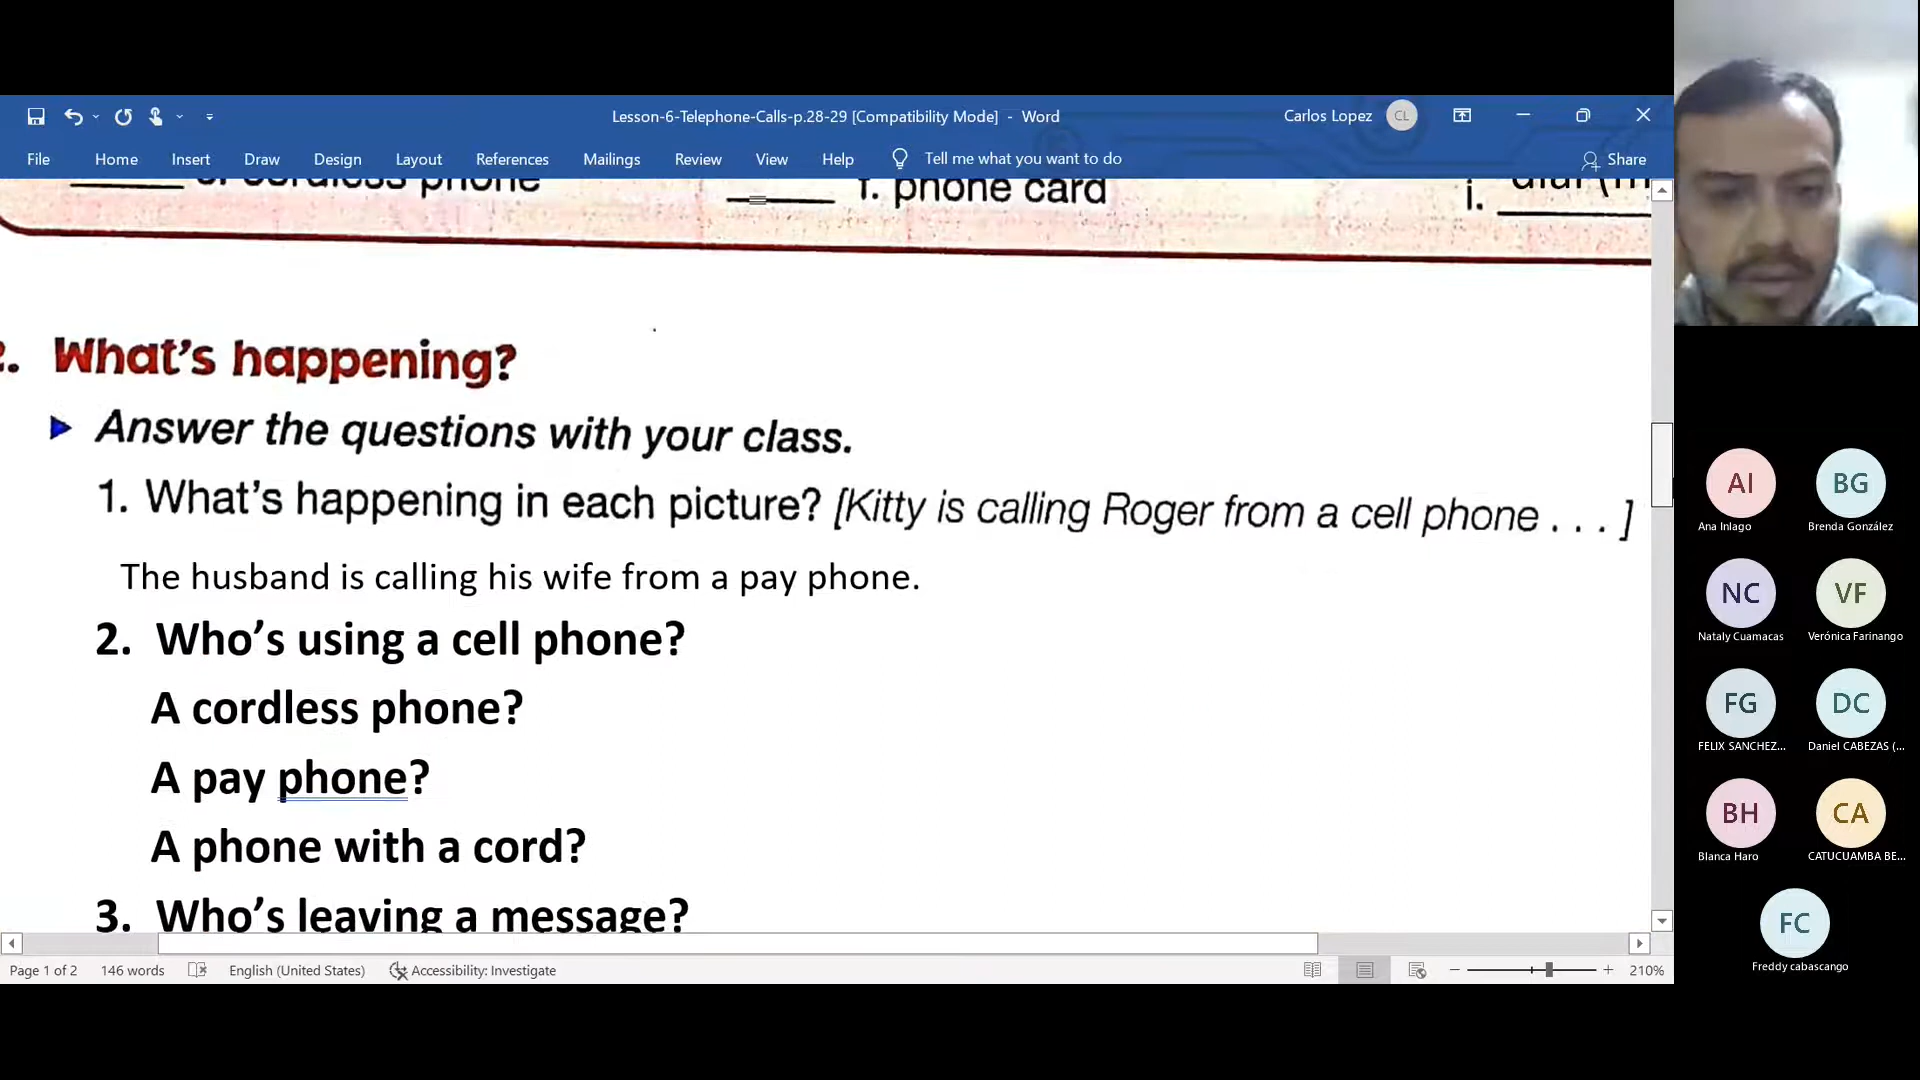 Lesson-6-Telephone-Calls-p.28-29 [Compatibility Mode] - Word
Carlos Lopez CL
File Home Insert Draw Design Layout References Mailings Review View Help Tell me what you want to do Share
cordless phone f. phone card i.
What's happening?
Answer the questions with your class.
1. What's happening in each picture? [Kitty is calling Roger from a cell phone . . . ]
The husband is calling his wife from a pay phone.
2. Who's using a cell phone?
A cordless phone?
A pay phone?
A phone with a cord?
3. Who's leaving a message?
Page 1 of 2 146 words English (United States) Accessibility: Investigate 210%
AI BG
Ana Inlago Brenda González
NC VF
Nataly Cuamacas Verónica Farinango
FG DC
FELIX SANCHEZ... Daniel CABEZAS (...
BH CA
Blanca Haro CATUCUAMBA BE...
FC
Freddy cabascango